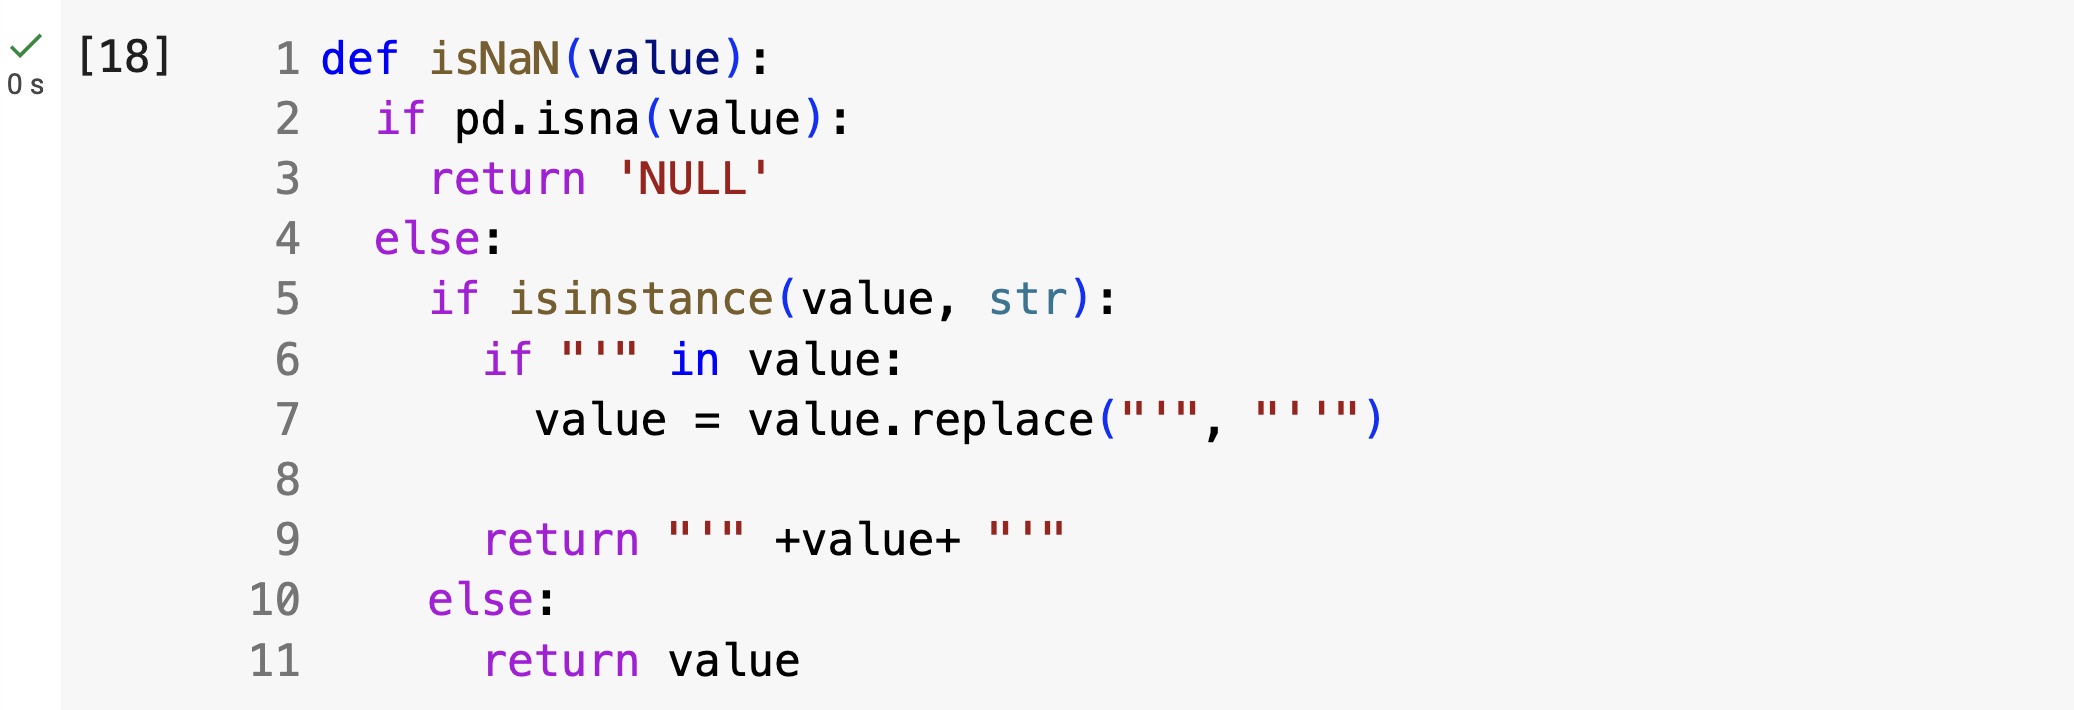 [18] 1 def isNaN(value):
0 s
2   if pd.isna(value):
3     return 'NULL'
4   else:
5     if isinstance(value, str):
6       if "'" in value:
7         value = value.replace("'", "''")
8
9       return "'" +value+ "'"
10     else:
11       return value